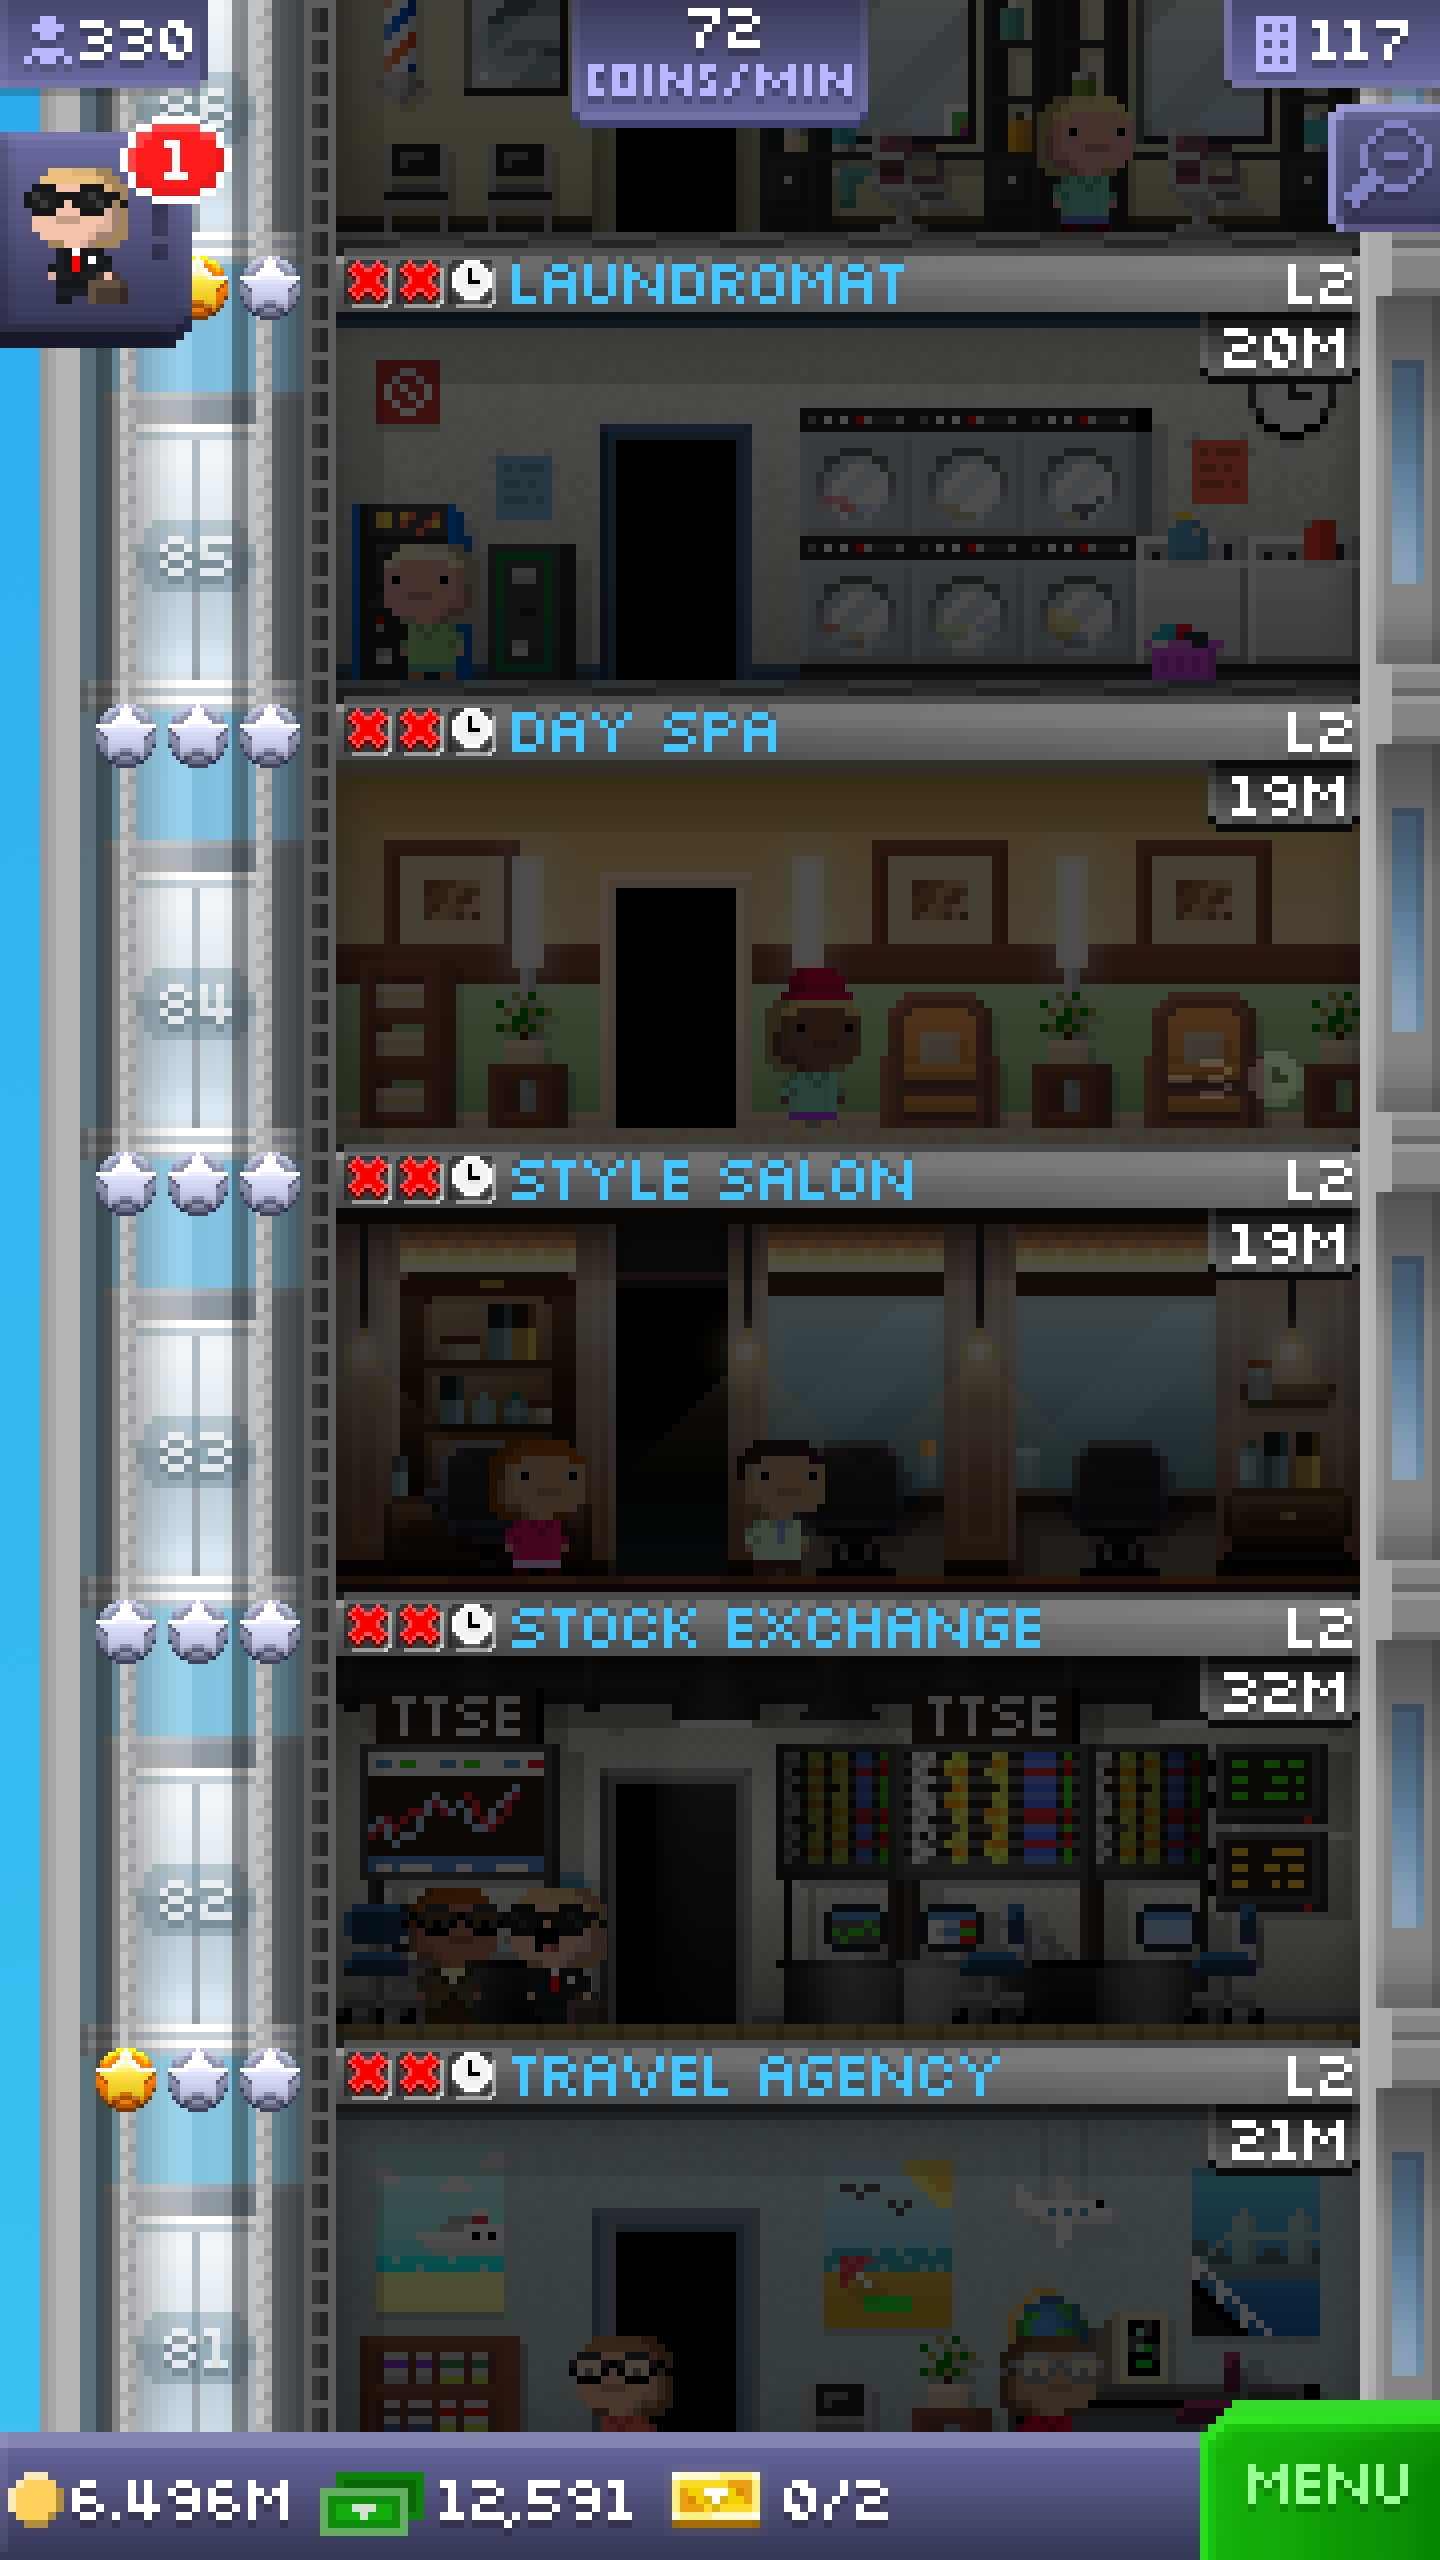 330
72
COINS/MIN
117
1
LAUNDROMAT L2
20M
85
DAY SPA L2
19M
84
STYLE SALON L2
19M
83
STOCK EXCHANGE L2
32M
TTSE TTSE
82
TRAVEL AGENCY L2
21M
81
6.496M 12,591 0/2
MENU